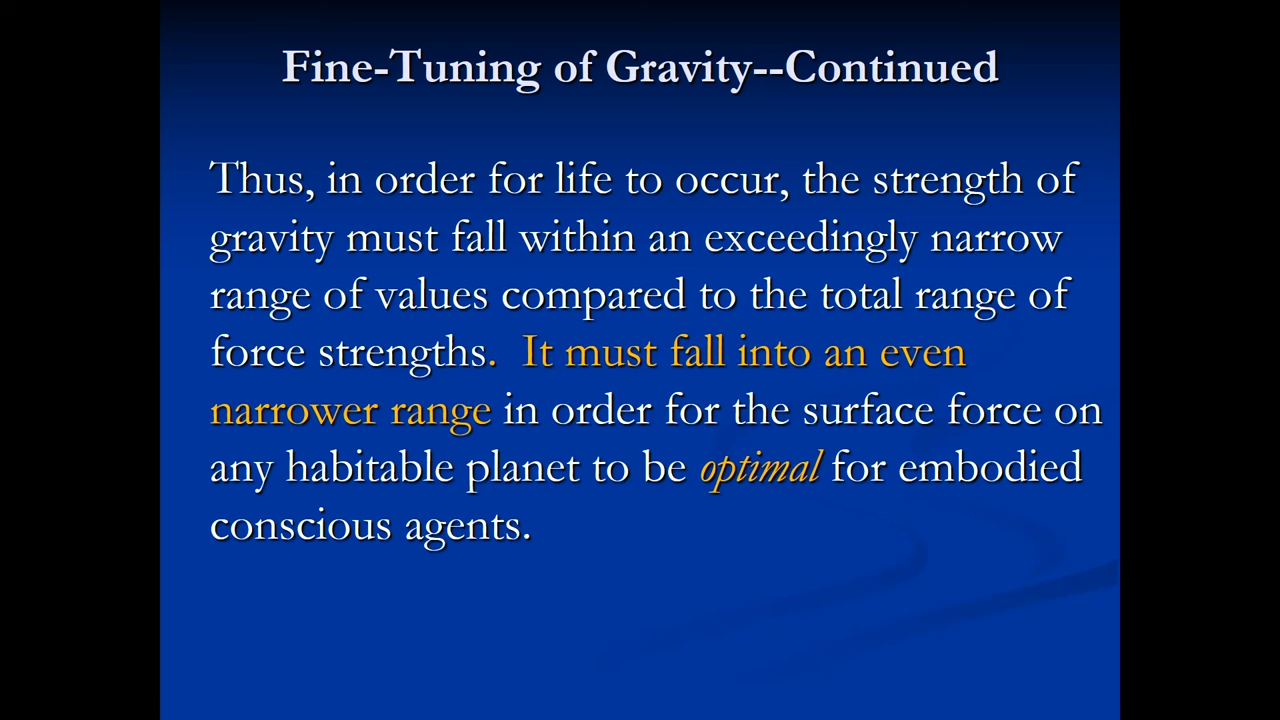 Fine-Tuning of Gravity--Continued
Thus, in order for life to occur, the strength of
gravity must fall within an exceedingly narrow
range of values compared to the total range of
force strengths.  It must fall into an even
narrower range in order for the surface force on
any habitable planet to be optimal for embodied
conscious agents.